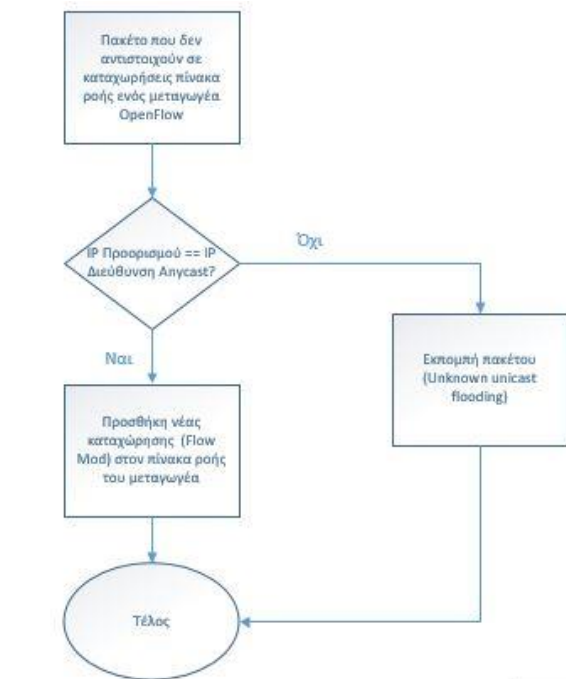 Πακέτο που δεν
αντιστοιχούν σε
καταχωρήσεις πίνακα
ροής ενός μεταγωγέα
OpenFlow
IP Προορισμού == IP
Διεύθυνση Anycast?
Όχι
Ναι
Εκπομπή πακέτου
(Unknown unicast
flooding)
Προσθήκη νέας
καταχώρησης (Flow
Mod) στον πίνακα ροής
του μεταγωγέα
Τέλος